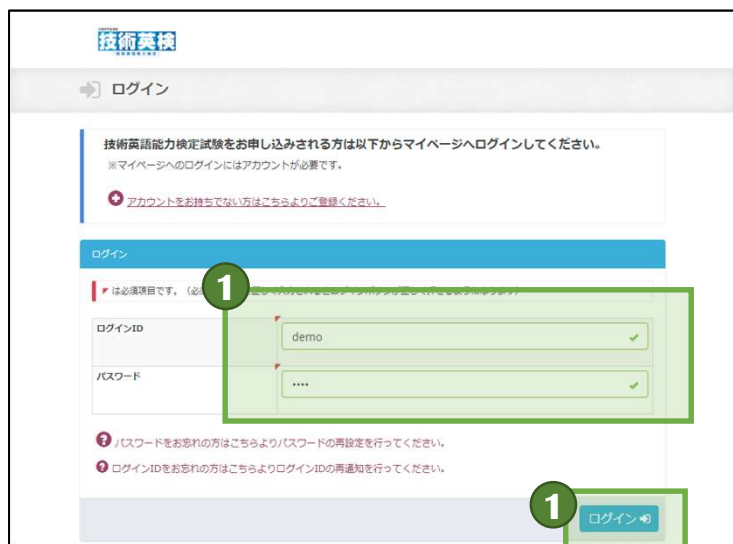 技術英検
ログイン
技術英語能力検定試験をお申し込みされる方は以下からマイページへログインしてください。
※マイページへのログインにはアカウントが必要です。
アカウントをお持ちでない方はこちらよりご登録ください。
ログイン
は必須項目です。
1
ログインID
demo
パスワード
••••
パスワードをお忘れの方はこちらよりパスワードの再設定を行ってください。
ログインIDをお忘れの方はこちらよりログインIDの再通知を行ってください。
1
ログイン